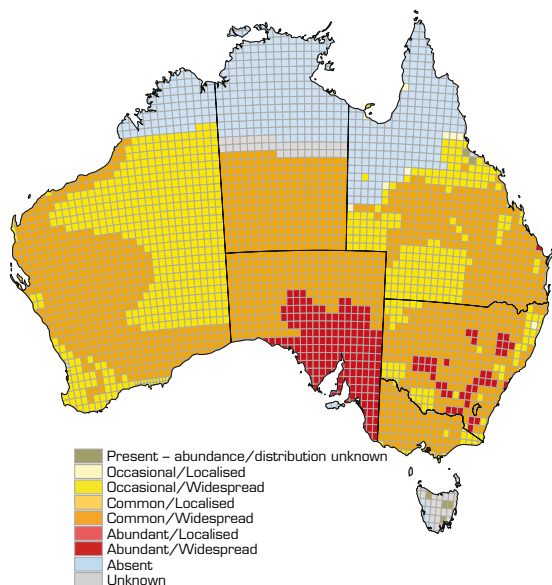 Present – abundance/distribution unknown
Occasional/Localised
Occasional/Widespread
Common/Localised
Common/Widespread
Abundant/Localised
Abundant/Widespread
Absent
Unknown